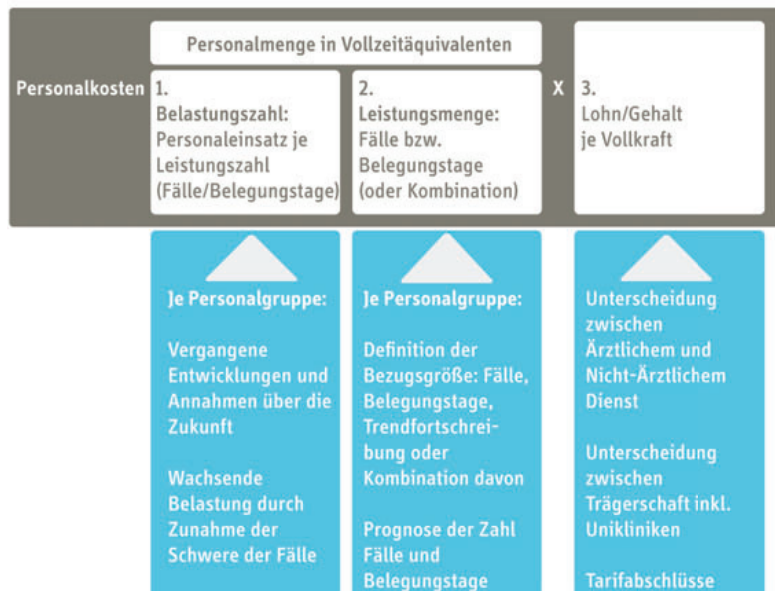 Personalmenge in Vollzeitäquivalenten
Personalkosten
1.
Belastungszahl:
Personaleinsatz je
Leistungszahl
(Fälle/Belegungstage)
2.
Leistungsmenge:
Fälle bzw.
Belegungstage
(oder Kombination)
X
3.
Lohn/Gehalt
je Vollkraft
Je Personalgruppe:
Vergangene
Entwicklungen und
Annahmen über die
Zukunft
Wachsende
Belastung durch
Zunahme der
Schwere der Fälle
Je Personalgruppe:
Definition der
Bezugsgröße: Fälle,
Belegungstage,
Trendfortschrei-
bung oder
Kombination davon
Prognose der Zahl
Fälle und
Belegungstage
Unterscheidung
zwischen
Ärztlichem und
Nicht-Ärztlichem
Dienst
Unterscheidung
zwischen
Trägerschaft inkl.
Unikliniken
Tarifabschlüsse